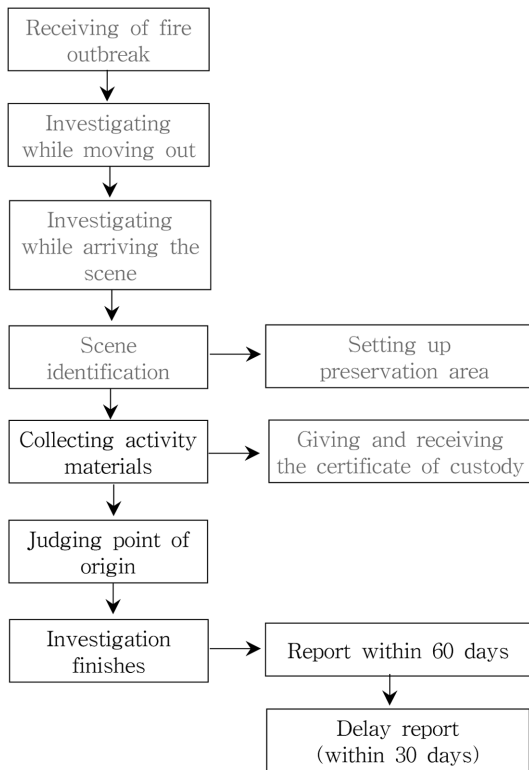 Receiving of fire
outbreak
Investigating
while moving out
Investigating
while arriving the
scene
Scene
identification
Setting up
preservation area
Collecting activity
materials
Giving and receiving
the certificate of custody
Judging point of
origin
Investigation
finishes
Report within 60 days
Delay report
(within 30 days)